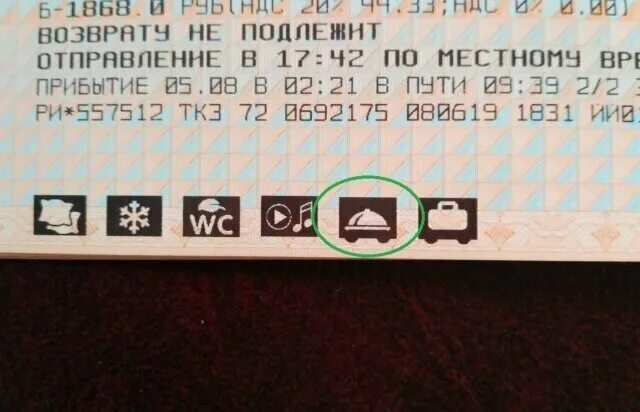 Б-1868.0 РУБ(НДС 20% 44.33;НДС 0% 0.00)
ВОЗВРАТУ НЕ ПОДЛЕЖИТ
ОТПРАВЛЕНИЕ В 17:42 ПО МЕСТНОМУ
ПРИБЫТИЕ 05.08 В 02:21 В ПУТИ 09:39 2/2
РИ*557512 ТКЗ 72 0692175 080619 1831
WC